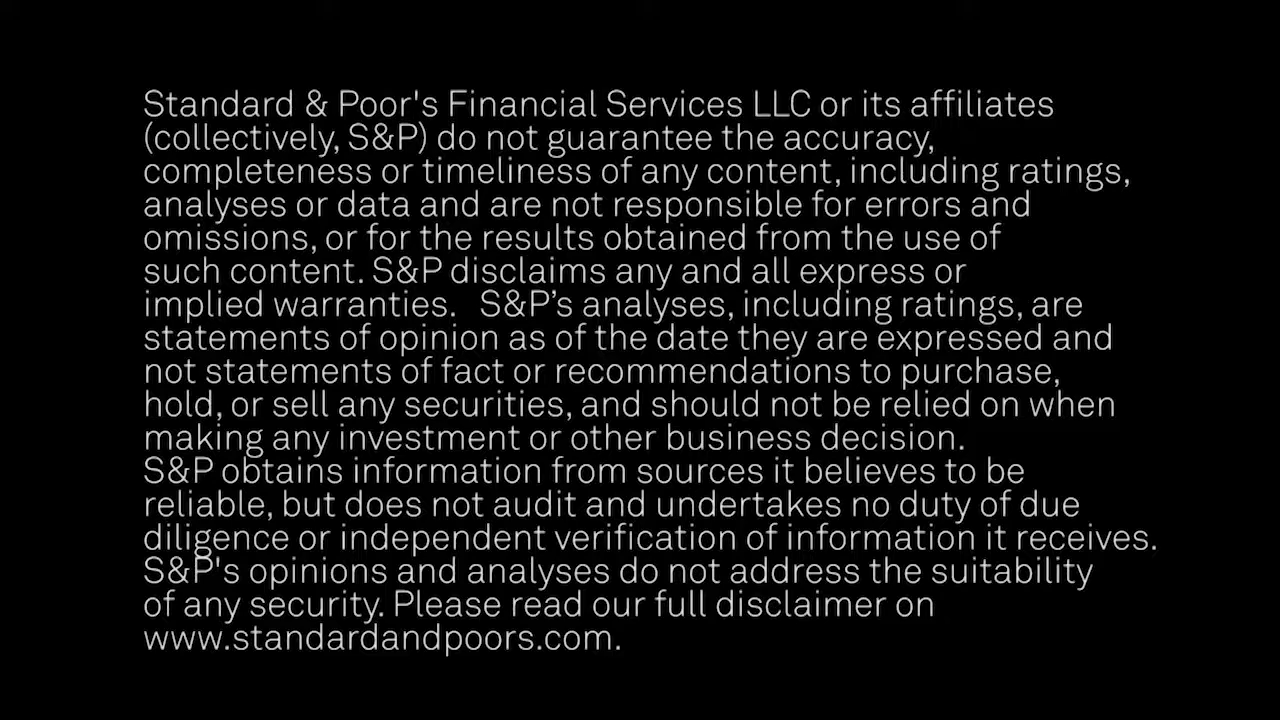 Standard & Poor's Financial Services LLC or its affiliates
(collectively, S&P) do not guarantee the accuracy,
completeness or timeliness of any content, including ratings,
analyses or data and are not responsible for errors and
omissions, or for the results obtained from the use of
such content. S&P disclaims any and all express or
implied warranties.   S&P’s analyses, including ratings, are
statements of opinion as of the date they are expressed and
not statements of fact or recommendations to purchase,
hold, or sell any securities, and should not be relied on when
making any investment or other business decision.
S&P obtains information from sources it believes to be
reliable, but does not audit and undertakes no duty of due
diligence or independent verification of information it receives.
S&P's opinions and analyses do not address the suitability
of any security. Please read our full disclaimer on
www.standardandpoors.com.